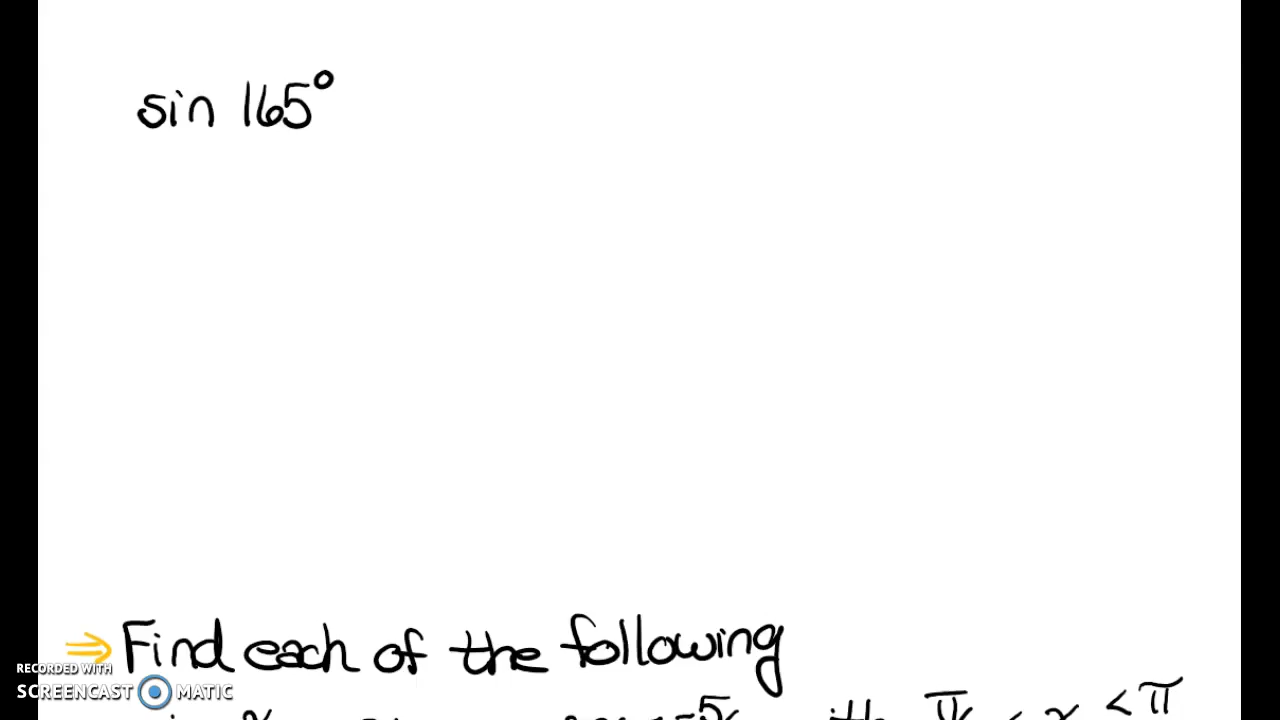 sin 165°
⇒ Find each of the following
RECORDED WITH
SCREENCAST MATIC
π < x < π